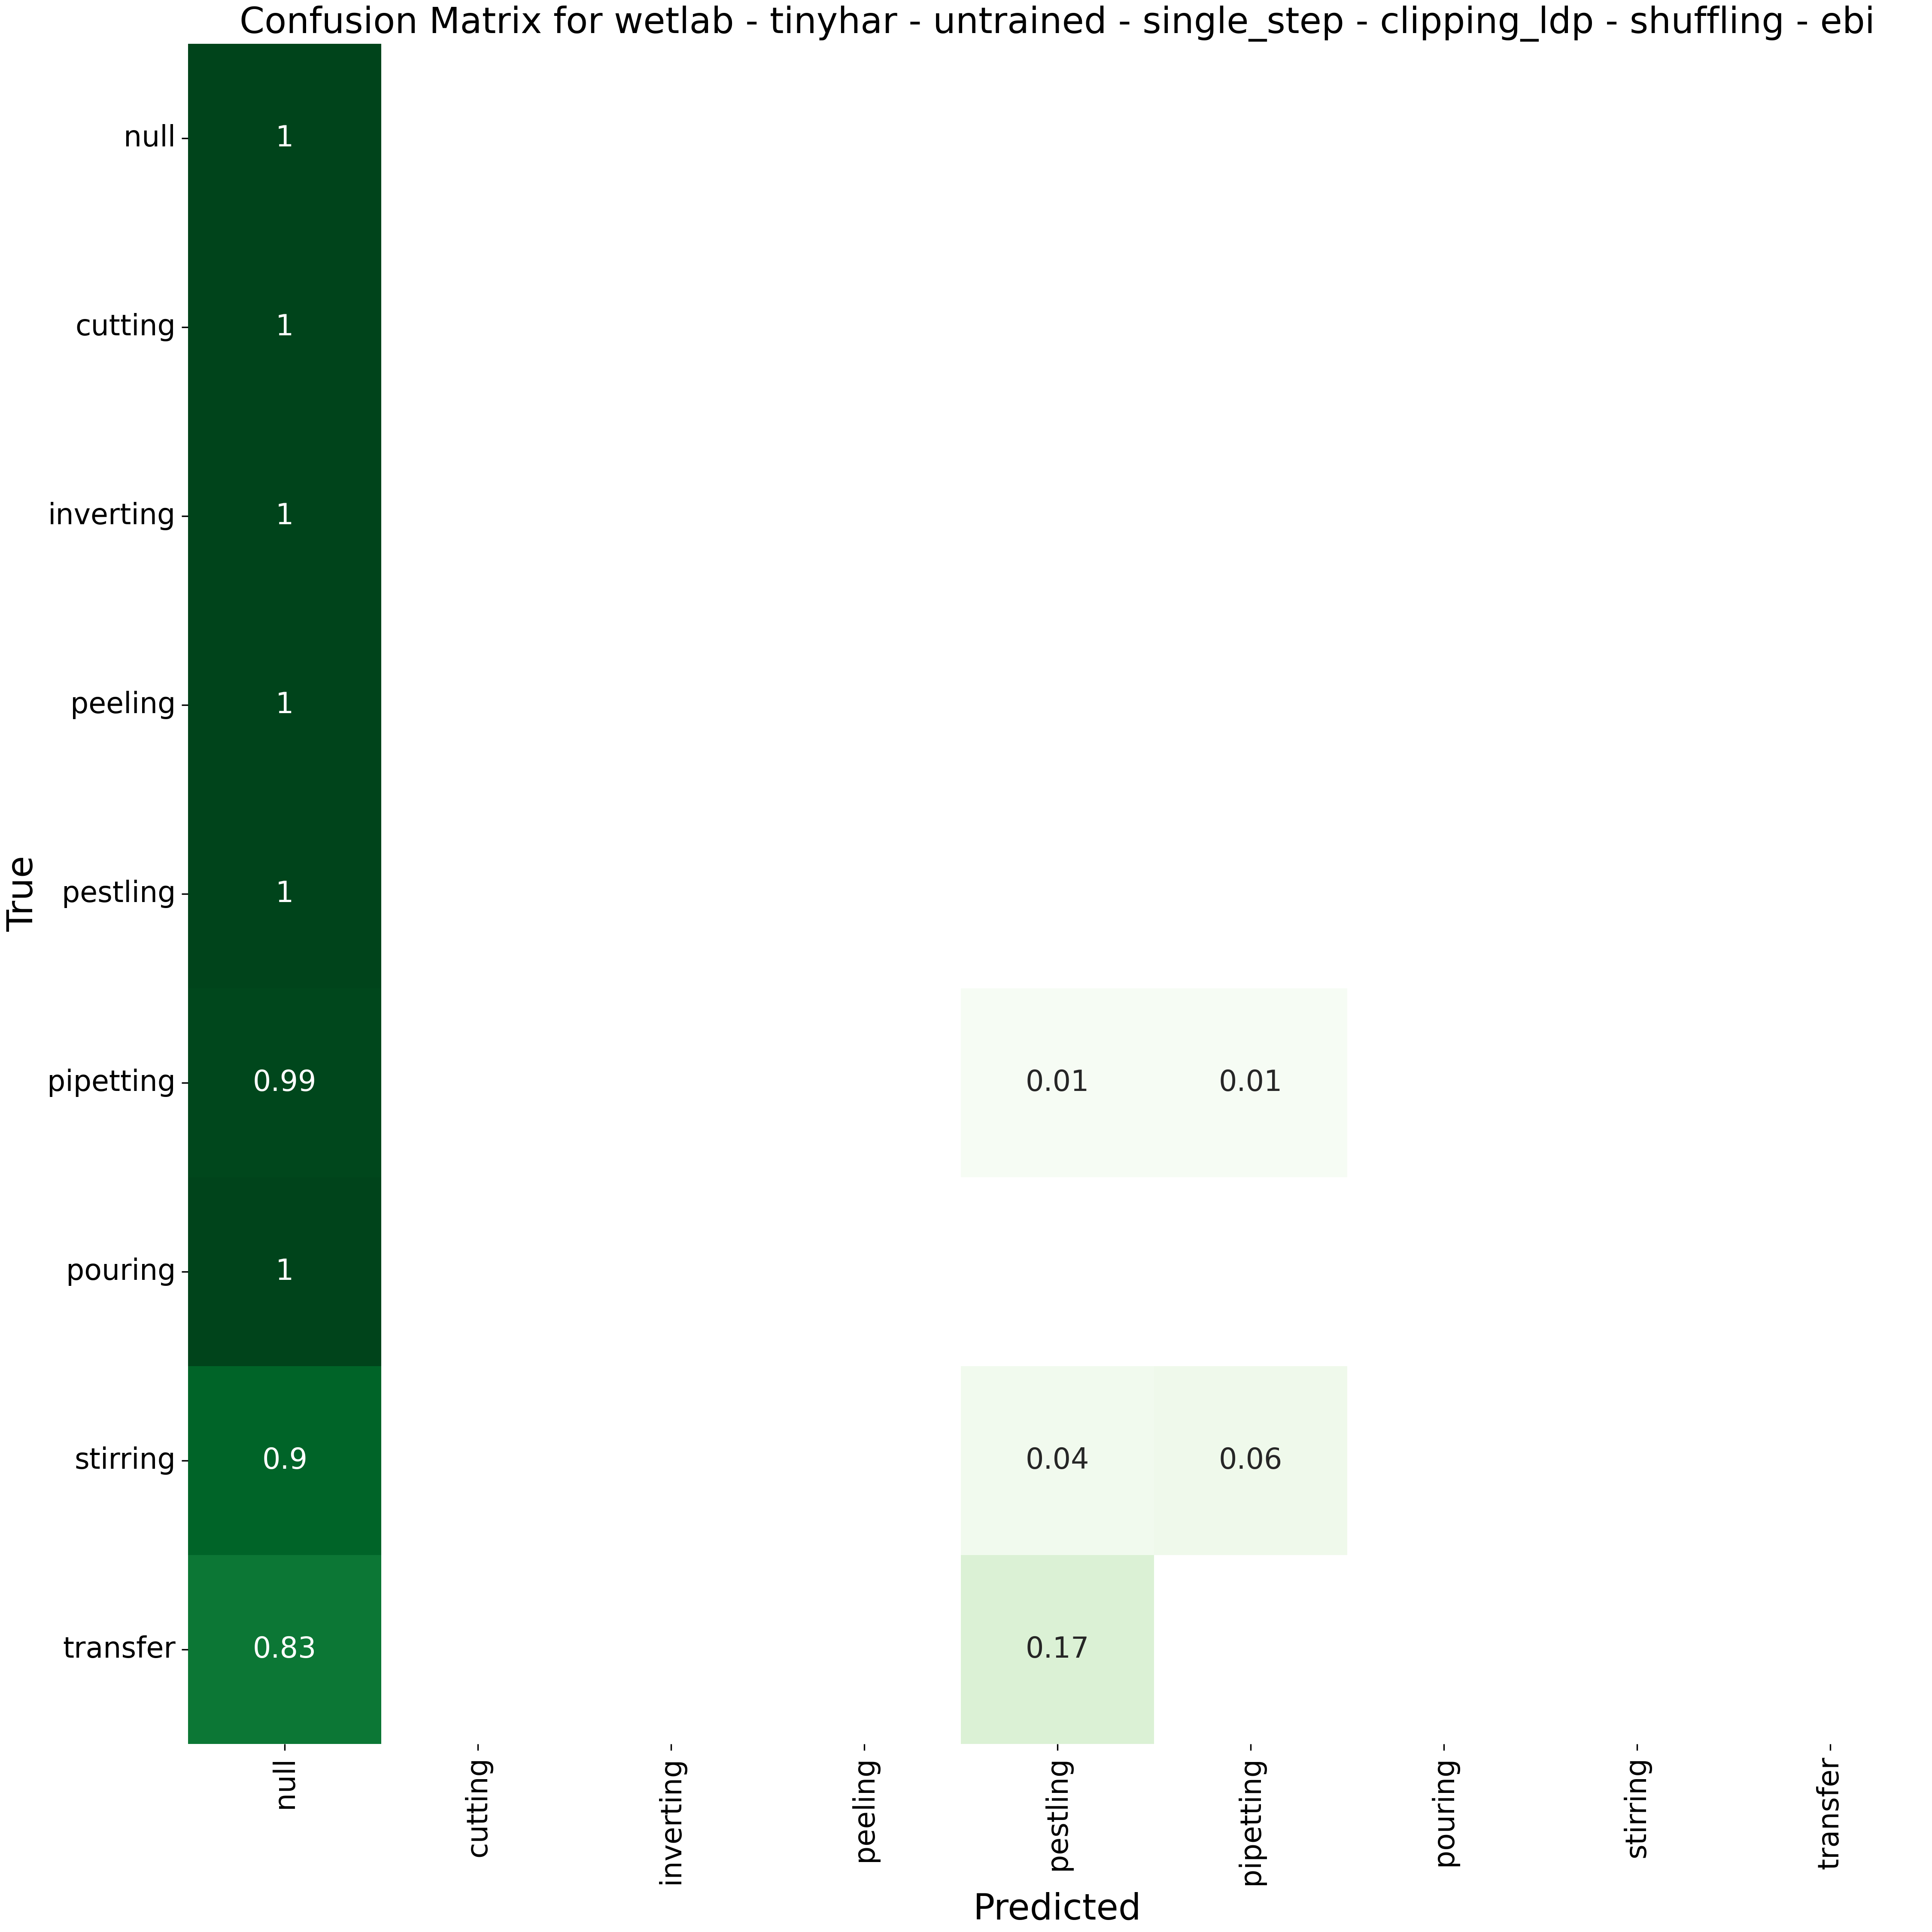 Confusion Matrix for wetlab - tinyhar - untrained - single_step - clipping_ldp - shuffling - ebi
null 1
cutting 1
inverting 1
peeling 1
pestling 1
True
pipetting 0.99 0.01 0.01
pouring 1
stirring 0.9 0.04 0.06
transfer 0.83 0.17
null cutting inverting peeling pestling pipetting pouring stirring transfer
Predicted